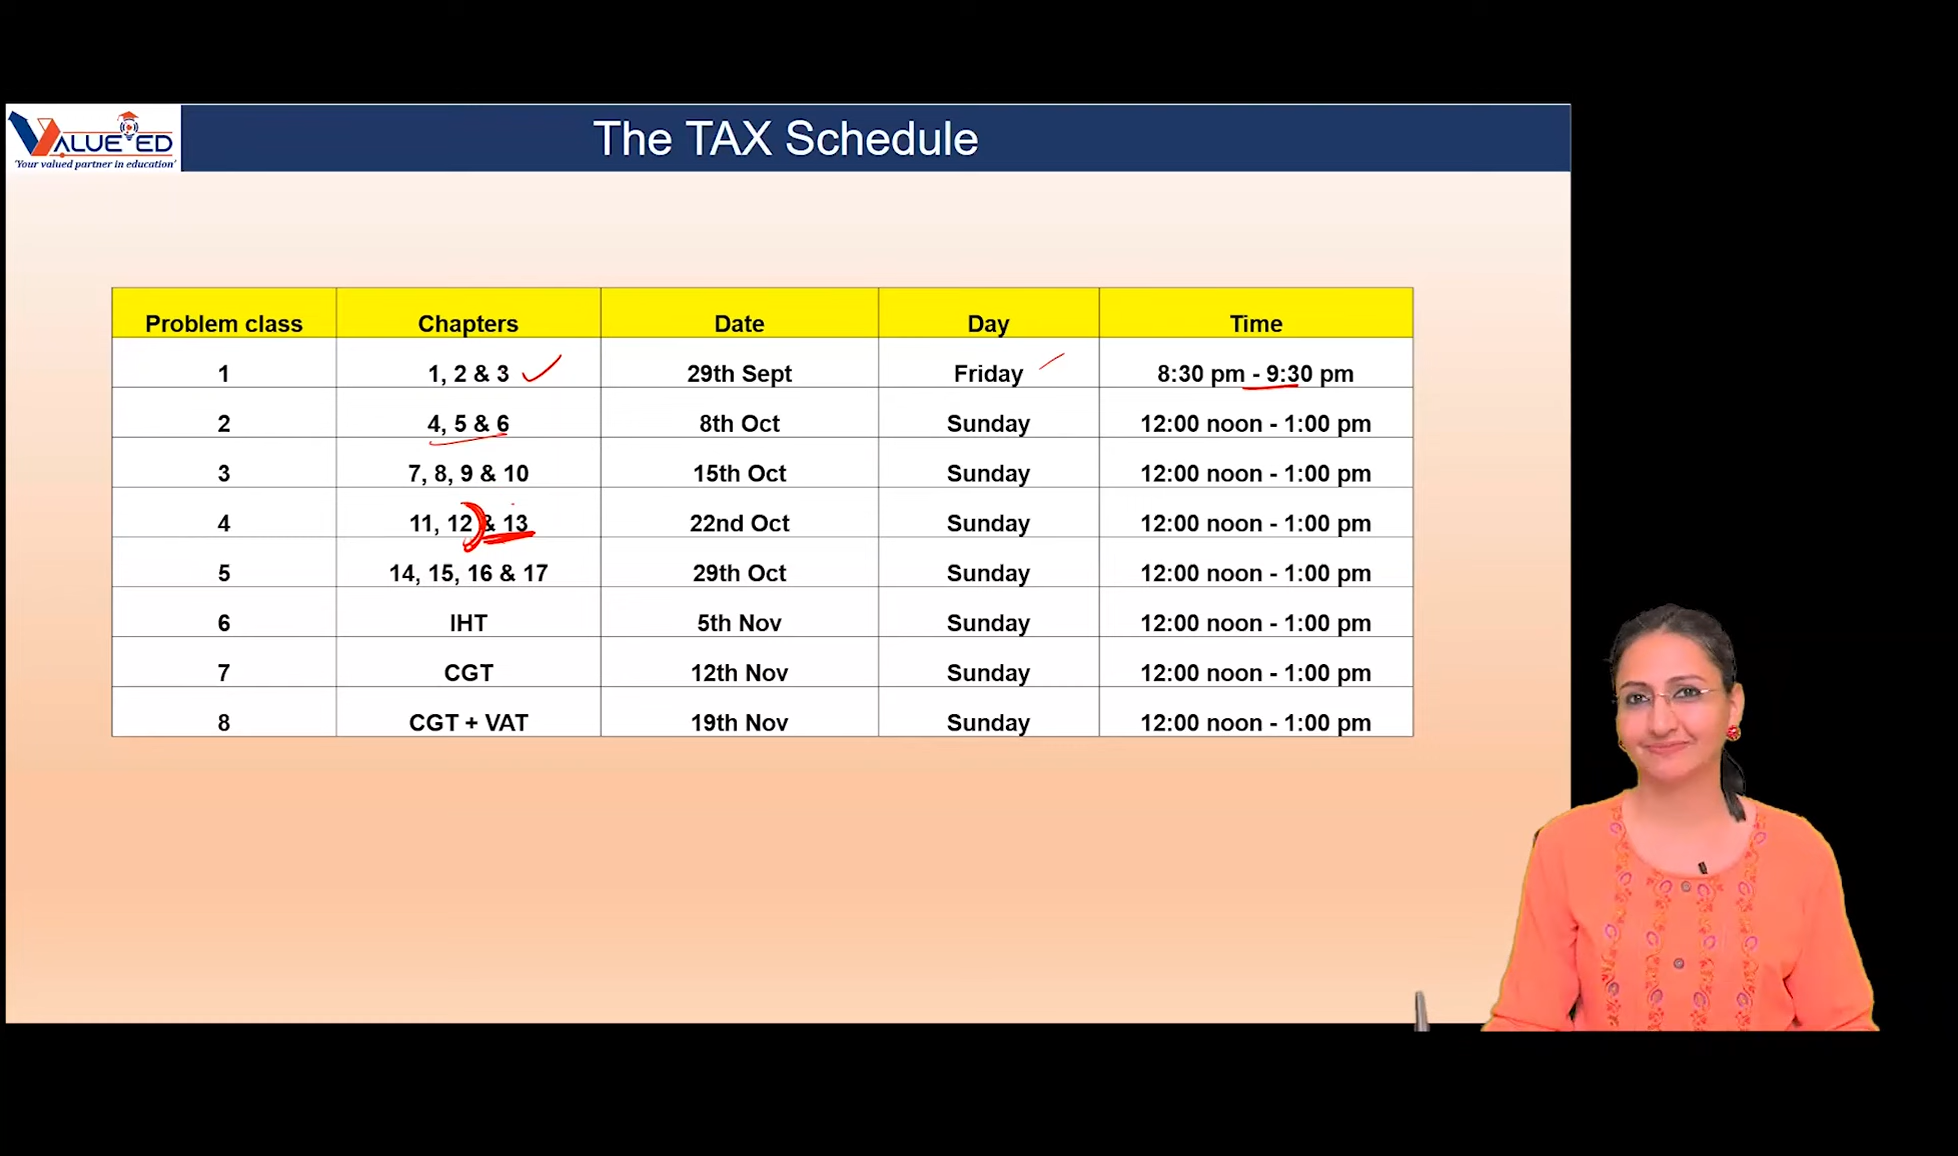 VALUE ED
'Your valued partner in education'
The TAX Schedule
Problem class Chapters Date Day Time
1 1, 2 & 3 29th Sept Friday 8:30 pm - 9:30 pm
2 4, 5 & 6 8th Oct Sunday 12:00 noon - 1:00 pm
3 7, 8, 9 & 10 15th Oct Sunday 12:00 noon - 1:00 pm
4 11, 12 & 13 22nd Oct Sunday 12:00 noon - 1:00 pm
5 14, 15, 16 & 17 29th Oct Sunday 12:00 noon - 1:00 pm
6 IHT 5th Nov Sunday 12:00 noon - 1:00 pm
7 CGT 12th Nov Sunday 12:00 noon - 1:00 pm
8 CGT + VAT 19th Nov Sunday 12:00 noon - 1:00 pm